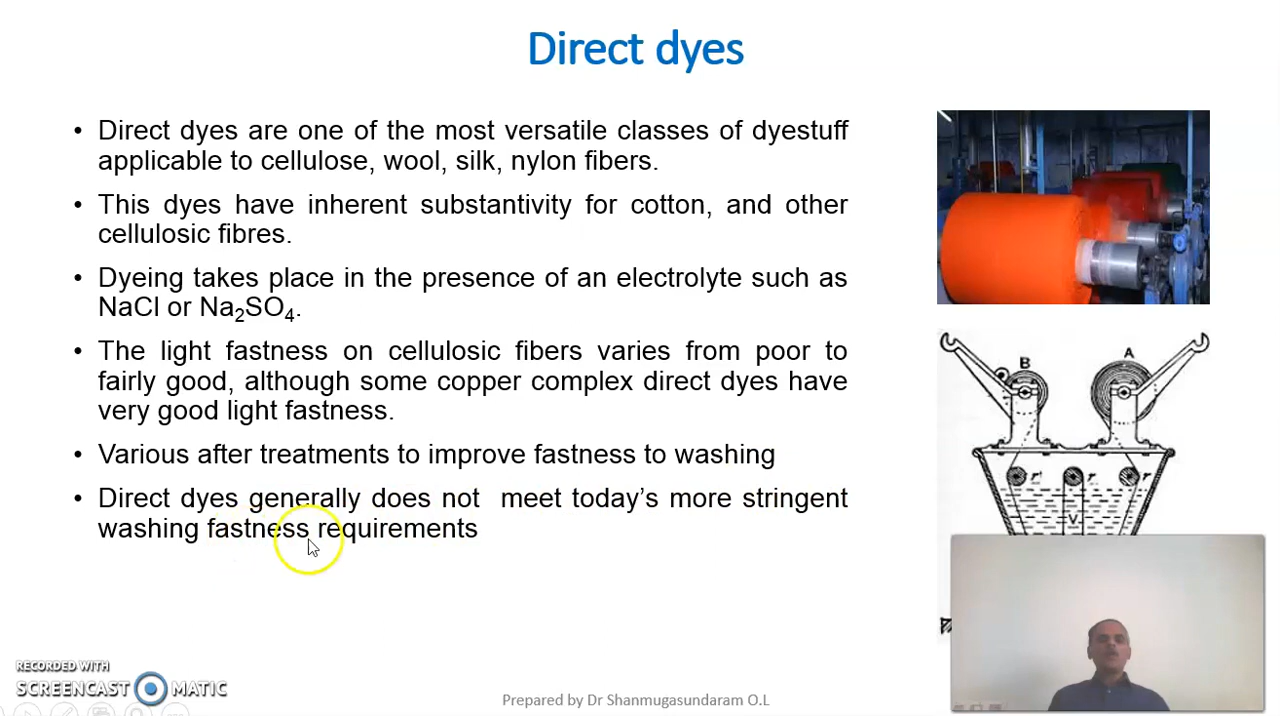 Direct dyes
• Direct dyes are one of the most versatile classes of dyestuff
applicable to cellulose, wool, silk, nylon fibers.
• This dyes have inherent substantivity for cotton, and other
cellulosic fibres.
• Dyeing takes place in the presence of an electrolyte such as
NaCl or Na₂SO₄.
• The light fastness on cellulosic fibers varies from poor to
fairly good, although some copper complex direct dyes have
very good light fastness.
• Various after treatments to improve fastness to washing
• Direct dyes generally does not meet today's more stringent
washing fastness requirements
B
A
r'
r
r
V
RECORDED WITH
SCREENCAST MATIC
Prepared by Dr Shanmugasundaram O.L